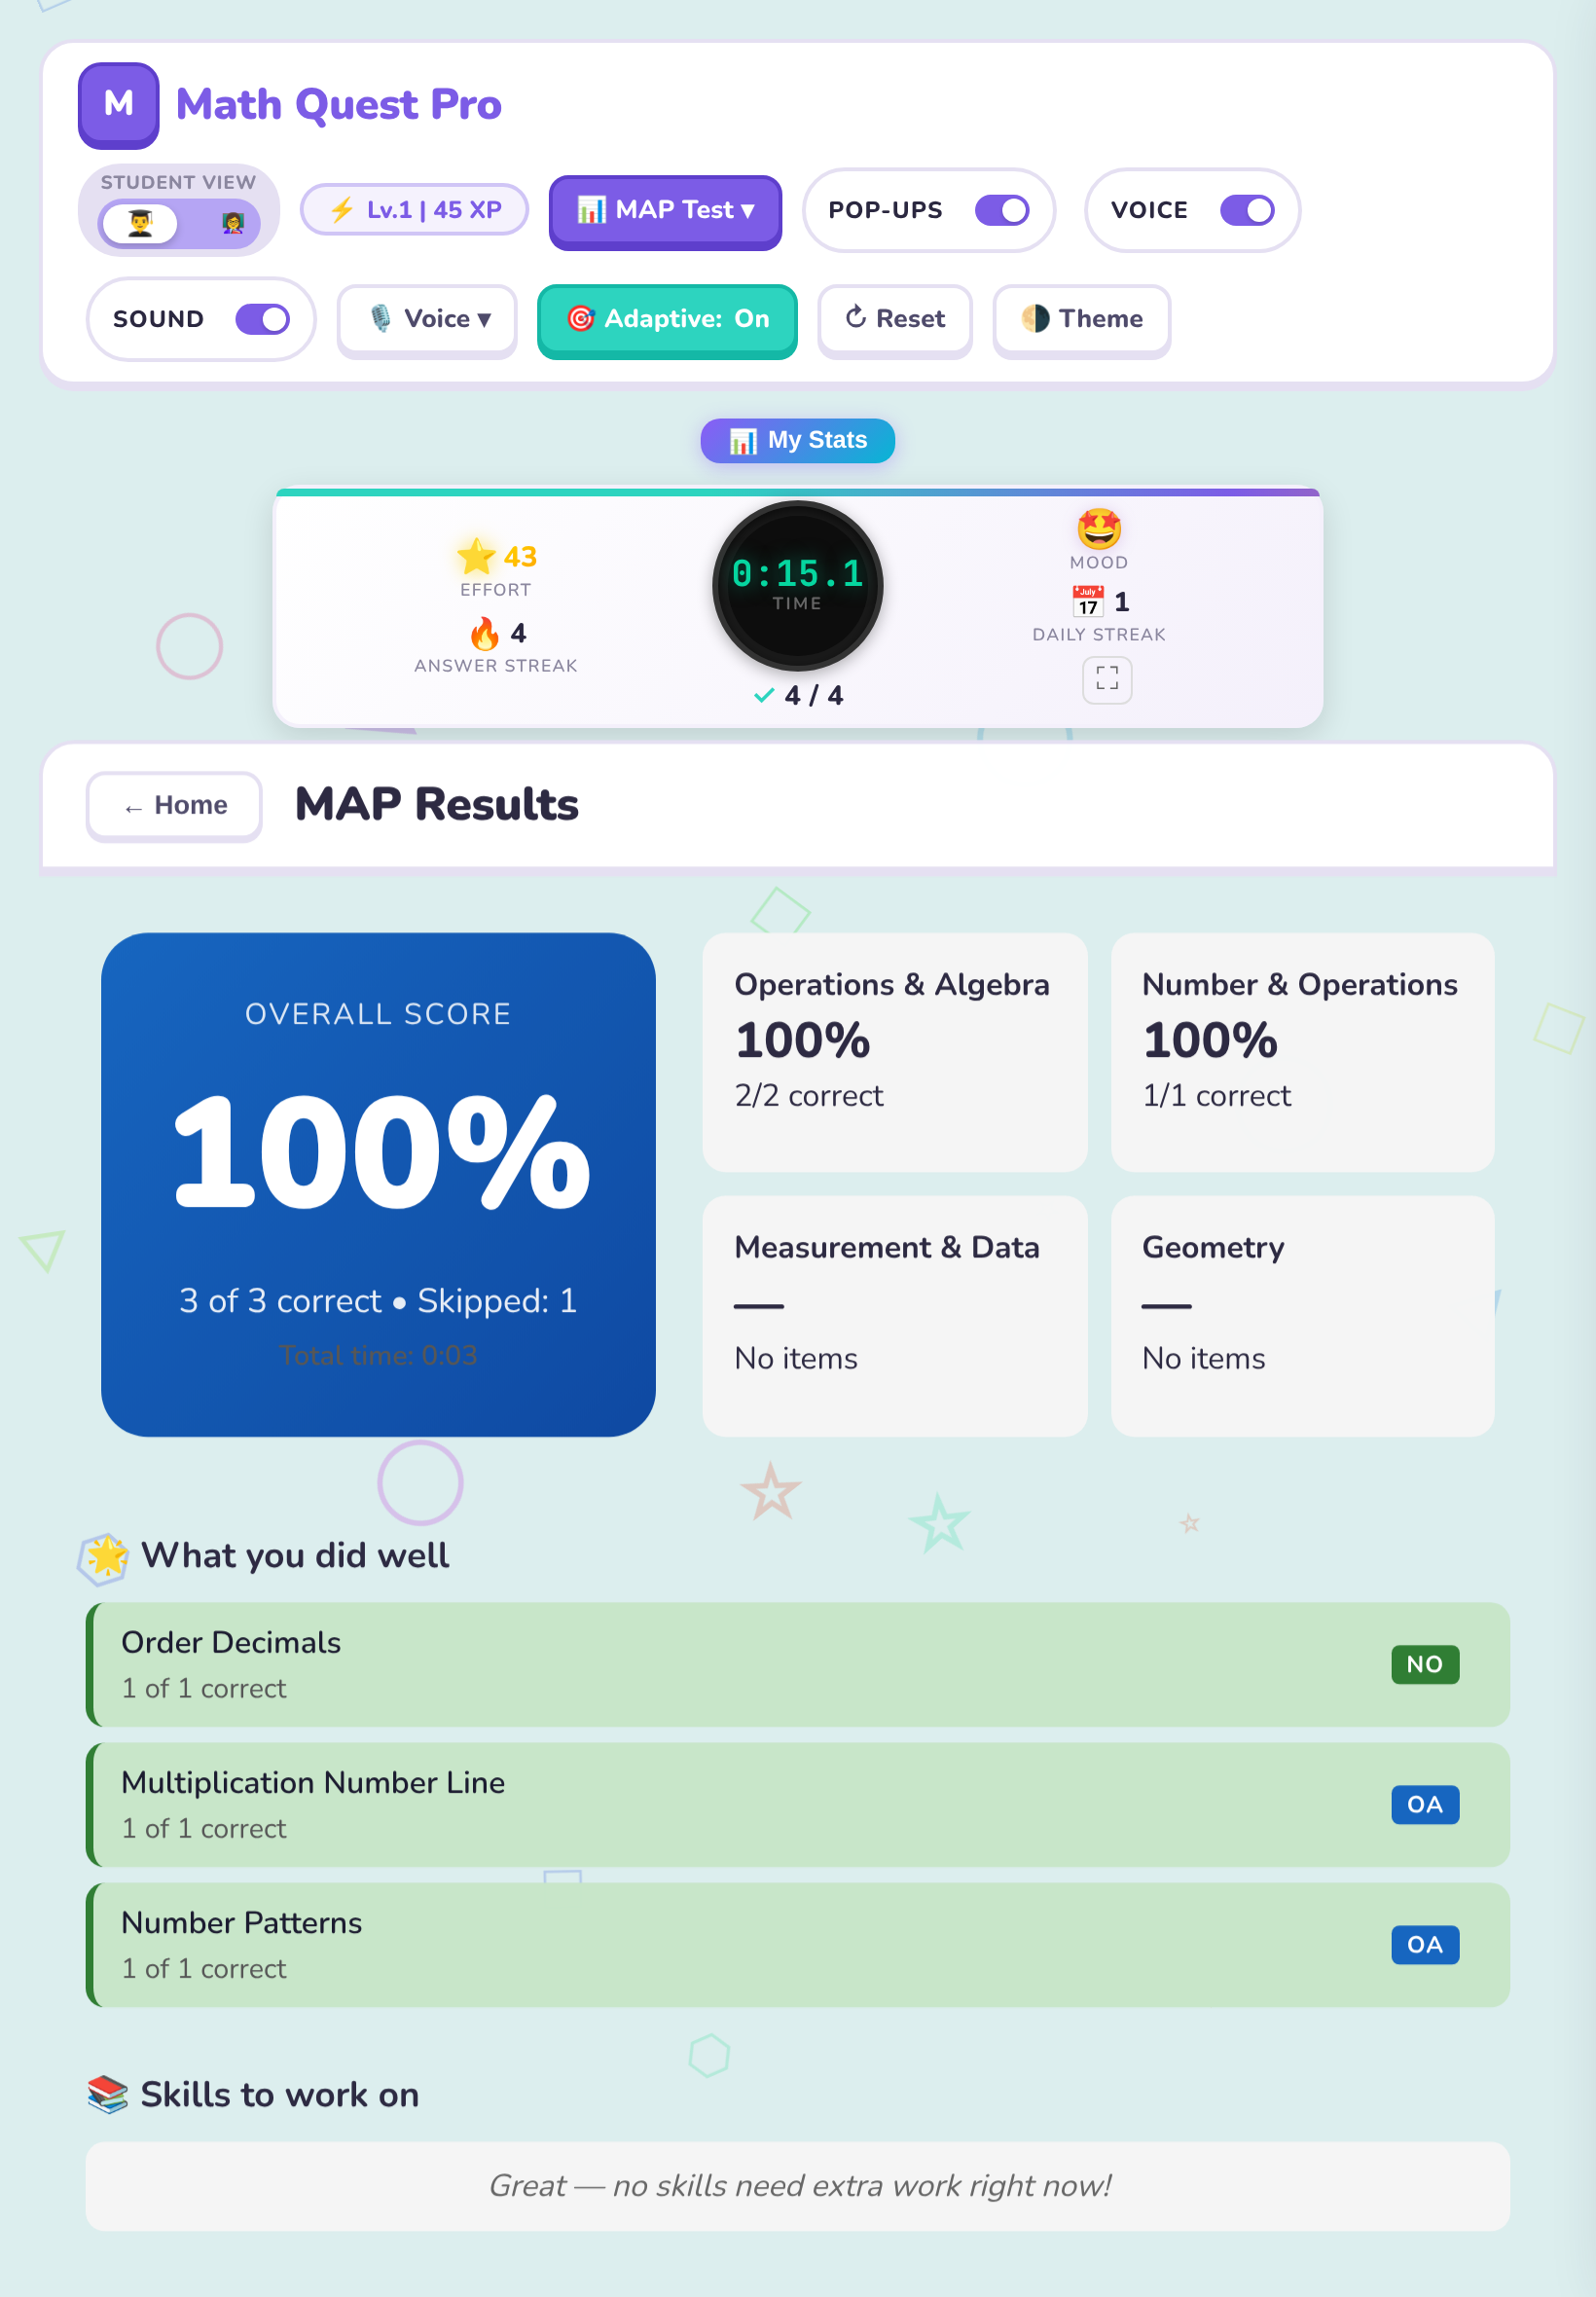 M
Math Quest Pro
STUDENT VIEW
⚡ Lv.1 | 45 XP
📊 MAP Test ▾
POP-UPS
VOICE
SOUND
🎙️ Voice ▾
🎯 Adaptive: On
↻ Reset
🌗 Theme
📊 My Stats
⭐ 43
EFFORT
🔥 4
ANSWER STREAK
0:15.1
TIME
✓ 4 / 4
🤩
MOOD
📅 1
DAILY STREAK
← Home
MAP Results
OVERALL SCORE
100%
3 of 3 correct • Skipped: 1
Total time: 0:03
Operations & Algebra
100%
2/2 correct
Number & Operations
100%
1/1 correct
Measurement & Data
—
No items
Geometry
—
No items
🌟 What you did well
Order Decimals
1 of 1 correct
NO
Multiplication Number Line
1 of 1 correct
OA
Number Patterns
1 of 1 correct
OA
📚 Skills to work on
Great — no skills need extra work right now!